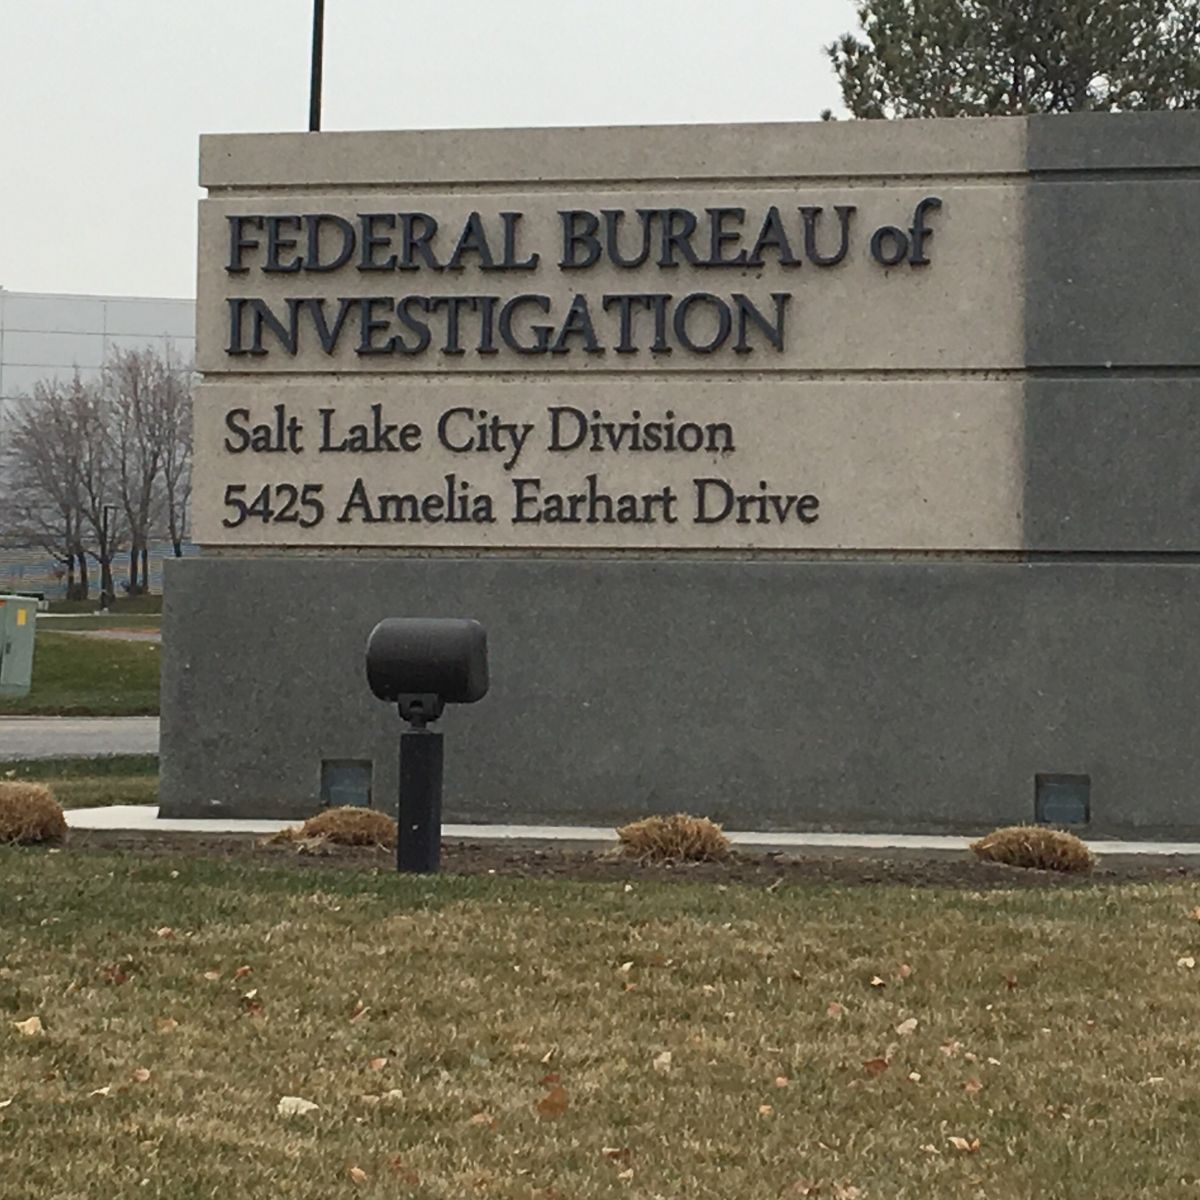 FEDERAL BUREAU of
INVESTIGATION
Salt Lake City Division
5425 Amelia Earhart Drive